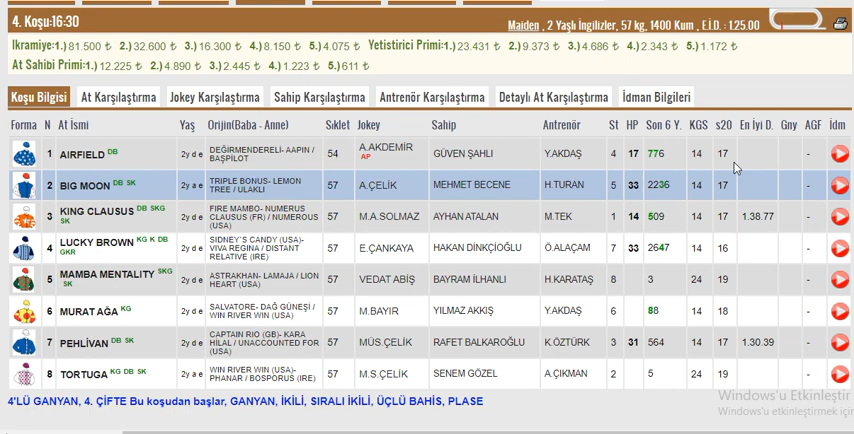 4. Koşu:16:30 Maiden , 2 Yaşlı İngilizler, 57 kg, 1400 Kum , E.İ.D. : 1.25.00
Ikramiye:1.) 81.500 ₺ 2.) 32.600 ₺ 3.) 16.300 ₺ 4.) 8.150 ₺ 5.) 4.075 ₺ Yetistirici Primi:1.) 23.431 ₺ 2.) 9.373 ₺ 3.) 4.686 ₺ 4.) 2.343 ₺ 5.) 1.172 ₺
At Sahibi Primi:1.) 12.225 ₺ 2.) 4.890 ₺ 3.) 2.445 ₺ 4.) 1.223 ₺ 5.) 611 ₺
Koşu Bilgisi At Karşılaştırma Jokey Karşılaştırma Sahip Karşılaştırma Antrenör Karşılaştırma Detaylı At Karşılaştırma İdman Bilgileri
Forma N At İsmi Yaş Orijin(Baba - Anne) Sıklet Jokey Sahip Antrenör St HP Son 6 Y. KGS s20 En İyi D. Gny AGF İdm
1 AIRFIELD DB 2y d e DEĞİRMENDERELİ- AAPIN / BAŞPİLOT 54 A.AKDEMİR AP GÜVEN ŞAHLI Y.AKDAŞ 4 17 776 14 17 -
2 BIG MOON DB SK 2y a e TRIPLE BONUS- LEMON TREE / ULAKLI 57 A.ÇELİK MEHMET BECENE H.TURAN 5 33 2236 14 17 -
3 KING CLAUSUS DB SKG SK 2y d e FIRE MAMBO- NUMERUS CLAUSUS (FR) / NUMEROUS (USA) 57 M.A.SOLMAZ AYHAN ATALAN M.TEK 1 14 509 14 17 1.38.77 -
4 LUCKY BROWN KG K DB GKR 2y d e SIDNEY`S CANDY (USA)- VIVA REGINA / DISTANT RELATIVE (IRE) 57 E.ÇANKAYA HAKAN DİNKÇİOĞLU Ö.ALAÇAM 7 33 2647 14 16 -
5 MAMBA MENTALITY SKG SK 2y d e ASTRAKHAN- LAMAJA / LION HEART (USA) 57 VEDAT ABİŞ BAYRAM İLHANLI H.KARATAŞ 8 3 24 19 -
6 MURAT AĞA KG 2y d e SALVATORE- DAĞ GÜNEŞİ / WIN RIVER WIN (USA) 57 M.BAYIR YILMAZ AKKIŞ Y.AKDAŞ 6 88 14 18 -
7 PEHLİVAN DB SK 2y d e CAPTAIN RIO (GB)- KARA HİLAL / UNACCOUNTED FOR (USA) 57 MÜS.ÇELİK RAFET BALKAROĞLU K.ÖZTÜRK 3 31 564 14 17 1.30.39 -
8 TORTUGA KG DB SK 2y a e WIN RIVER WIN (USA)- PHANAR / BOSPORUS (IRE) 57 M.S.ÇELİK SENEM GÖZEL A.ÇIKMAN 2 5 24 19 -
4'LÜ GANYAN, 4. ÇİFTE Bu koşudan başlar, GANYAN, İKİLİ, SIRALI İKİLİ, ÜÇLÜ BAHİS, PLASE
Windows'u Etkinleştir
Windows'u etkinleştirmek için